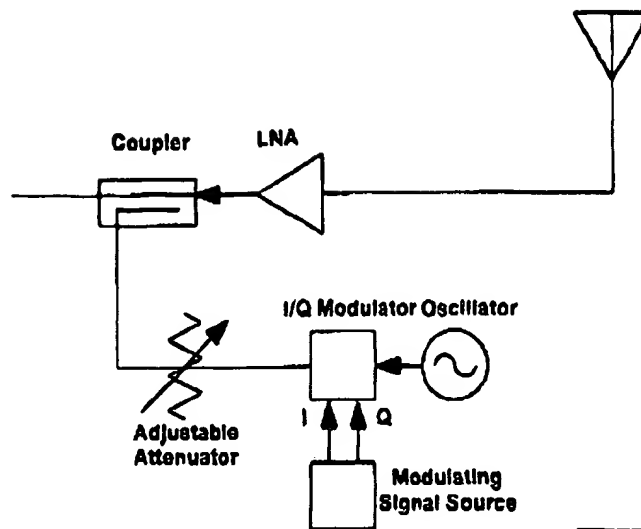 Coupler
LNA
I/Q Modulator Oscillator
I
Q
Adjustable
Attenuator
Modulating
Signal Source